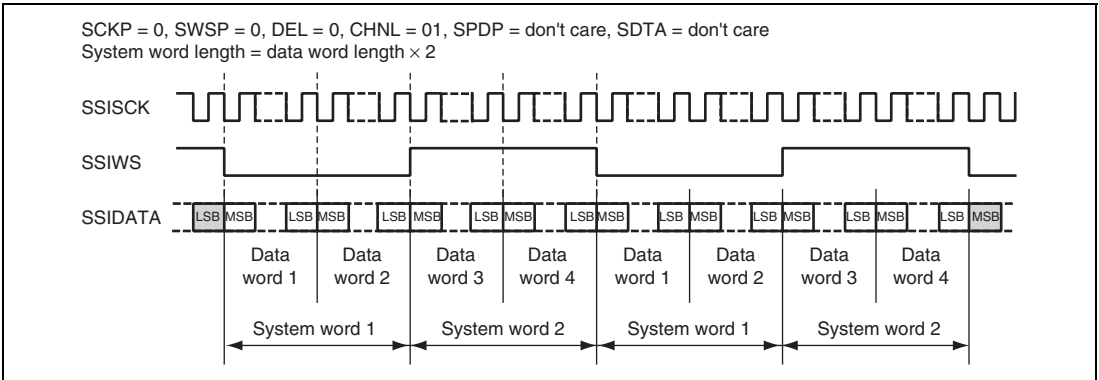 SCKP = 0, SWSP = 0, DEL = 0, CHNL = 01, SPDP = don't care, SDTA = don't care
System word length = data word length × 2
SSISCK
SSIWS
SSIDATA
LSB MSB LSB MSB LSB MSB LSB MSB LSB MSB LSB MSB LSB MSB LSB MSB LSB MSB
Data word 1
Data word 2
Data word 3
Data word 4
Data word 1
Data word 2
Data word 3
Data word 4
System word 1
System word 2
System word 1
System word 2